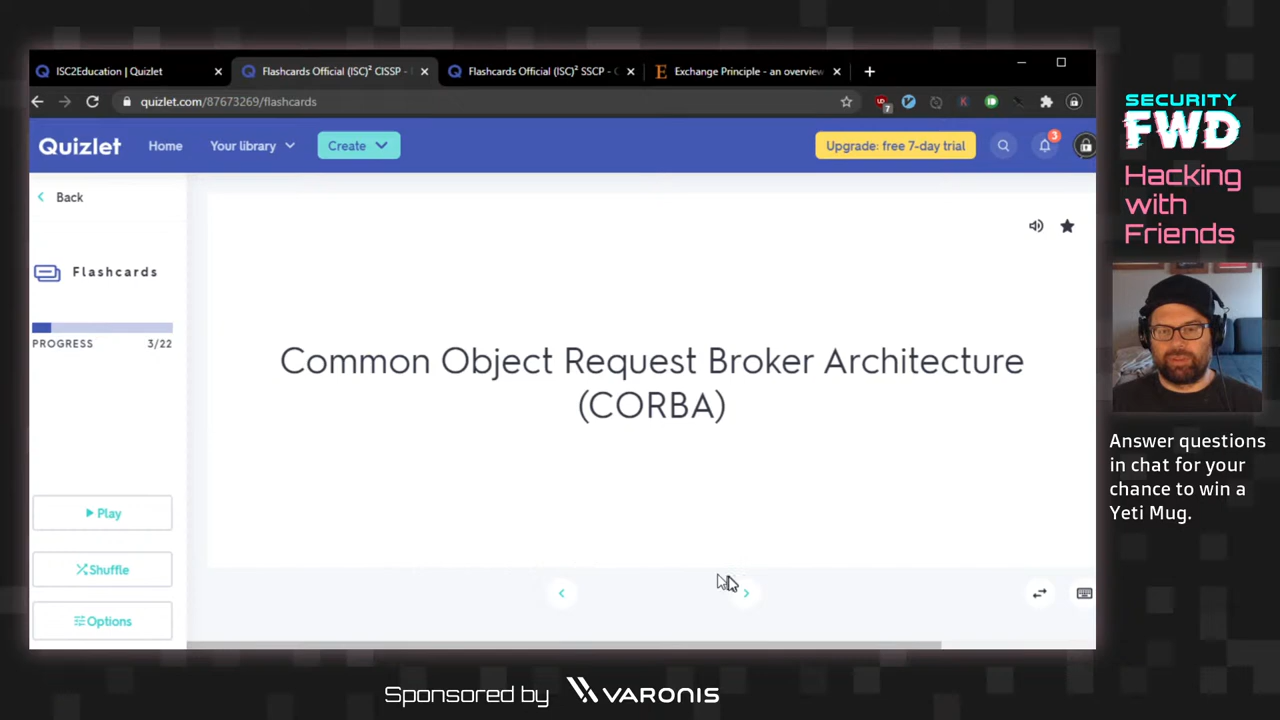 ISC2Education | Quizlet
Flashcards Official (ISC)² CISSP -
Flashcards Official (ISC)² SSCP -
Exchange Principle - an overview
quizlet.com/87673269/flashcards
7
Quizlet
Home
Your library
Create
Upgrade: free 7-day trial
3
Back
Flashcards
PROGRESS 3/22
Play
Shuffle
Options
Common Object Request Broker Architecture
(CORBA)
SECURITY
FWD
Hacking
with
Friends
Answer questions
in chat for your
chance to win a
Yeti Mug.
Sponsored by VARONIS